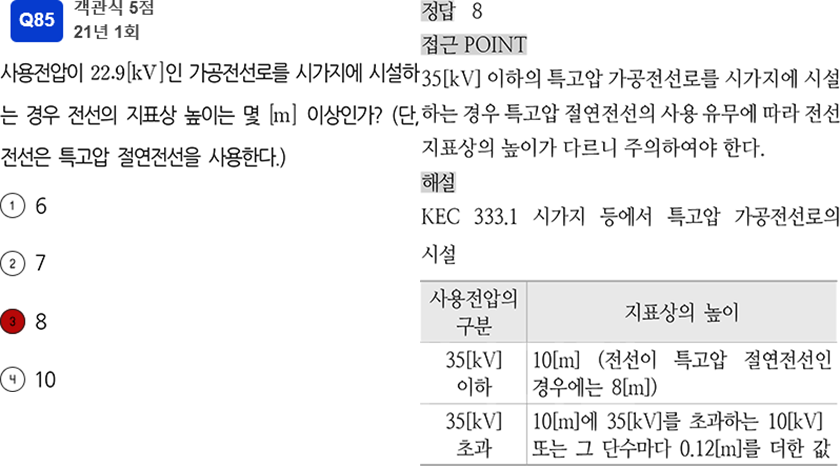 Q85
객관식 5점
21년 1회
사용전압이 22.9[kV]인 가공전선로를 시가지에 시설하
는 경우 전선의 지표상 높이는 몇 [m] 이상인가? (단,
전선은 특고압 절연전선을 사용한다.)
① 6
② 7
③ 8
④ 10
정답 8
접근 POINT
35[kV] 이하의 특고압 가공전선로를 시가지에 시설
하는 경우 특고압 절연전선의 사용 유무에 따라 전선
지표상의 높이가 다르니 주의하여야 한다.
해설
KEC 333.1 시가지 등에서 특고압 가공전선로의
시설
사용전압의
구분
지표상의 높이
35[kV]
이하
10[m] (전선이 특고압 절연전선인
경우에는 8[m])
35[kV]
초과
10[m]에 35[kV]를 초과하는 10[kV]
또는 그 단수마다 0.12[m]를 더한 값